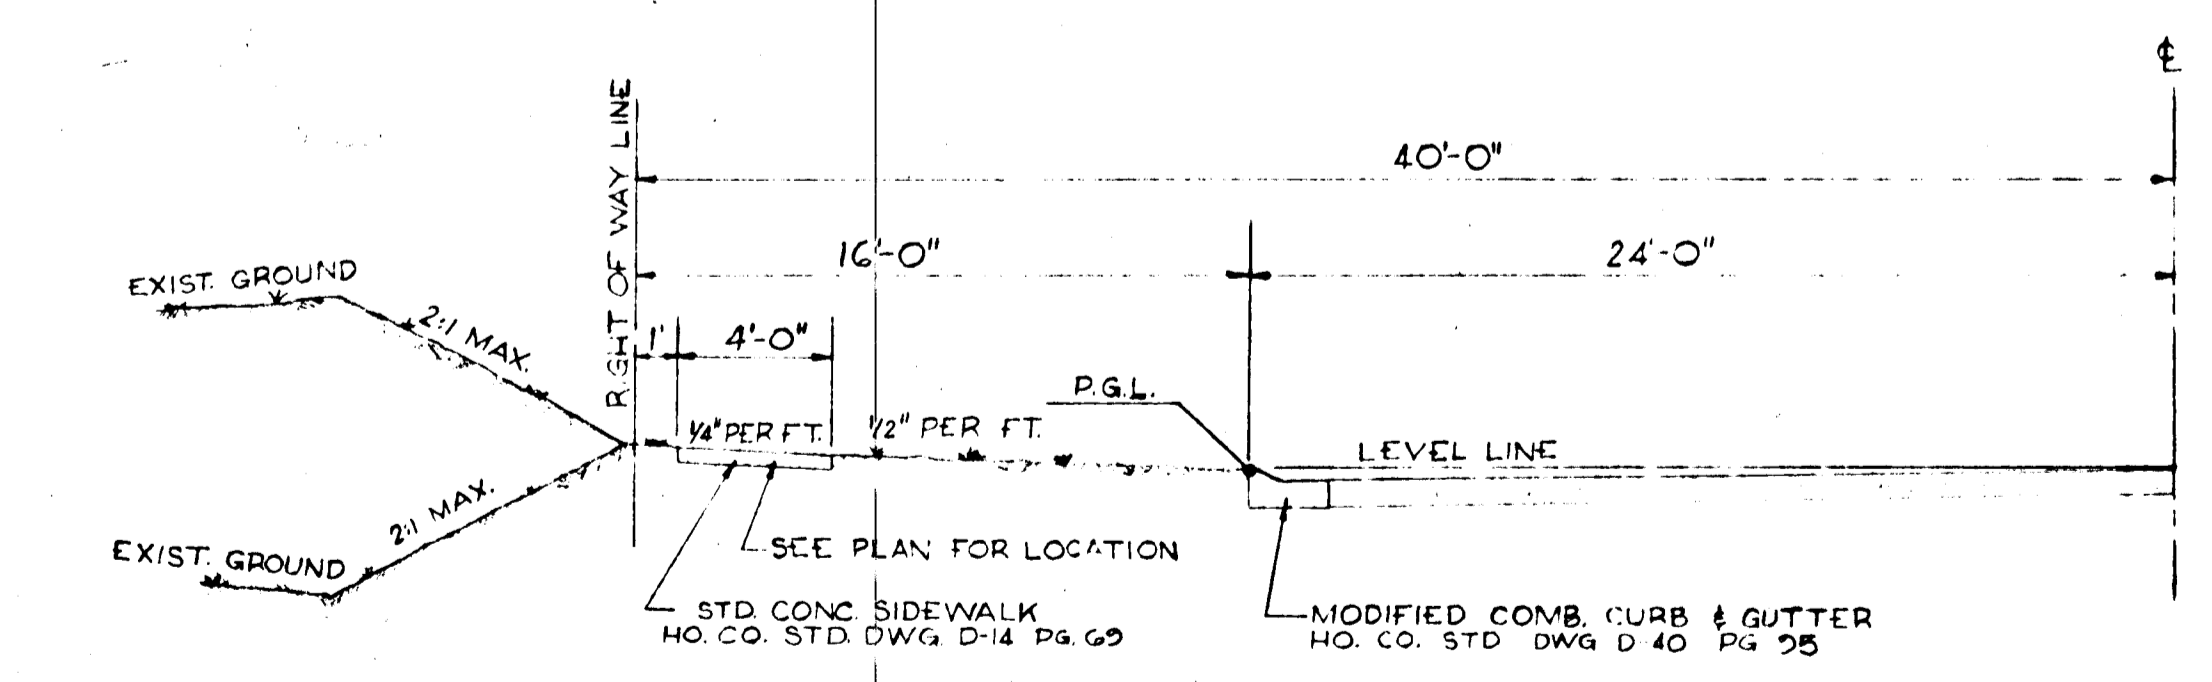 ℄
RIGHT OF WAY LINE
40'-0"
16'-0"
24'-0"
EXIST. GROUND
2:1 MAX.
1'
4'-0"
P.G.L.
1/4" PER FT.
1/2" PER FT.
LEVEL LINE
2:1 MAX.
EXIST. GROUND
SEE PLAN FOR LOCATION
STD. CONC. SIDEWALK
HO. CO. STD. DWG. D-14 PG. 69
MODIFIED COMB. CURB & GUTTER
HO. CO. STD DWG D-40 PG 95